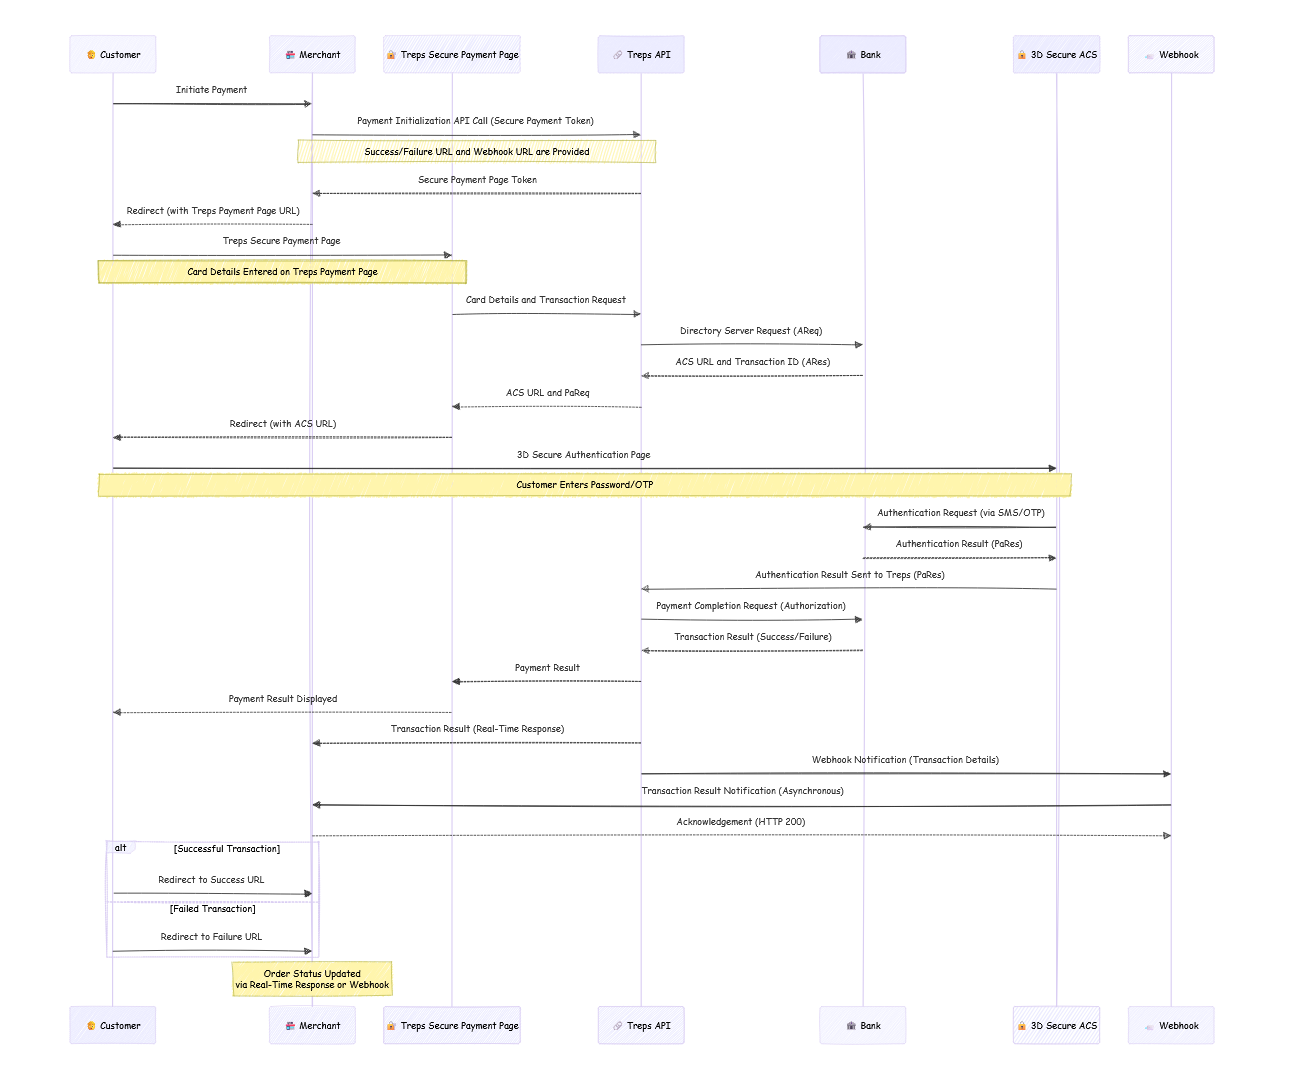 Customer
Merchant
Treps Secure Payment Page
Treps API
Bank
3D Secure ACS
Webhook
Initiate Payment
Payment Initialization API Call (Secure Payment Token)
Success/Failure URL and Webhook URL are Provided
Secure Payment Page Token
Redirect (with Treps Payment Page URL)
Treps Secure Payment Page
Card Details Entered on Treps Payment Page
Card Details and Transaction Request
Directory Server Request (AReq)
ACS URL and Transaction ID (ARes)
ACS URL and PaReq
Redirect (with ACS URL)
3D Secure Authentication Page
Customer Enters Password/OTP
Authentication Request (via SMS/OTP)
Authentication Result (PaRes)
Authentication Result Sent to Treps (PaRes)
Payment Completion Request (Authorization)
Transaction Result (Success/Failure)
Payment Result
Payment Result Displayed
Transaction Result (Real-Time Response)
Webhook Notification (Transaction Details)
Transaction Result Notification (Asynchronous)
Acknowledgement (HTTP 200)
alt
[Successful Transaction]
Redirect to Success URL
[Failed Transaction]
Redirect to Failure URL
Order Status Updated
via Real-Time Response or Webhook
Customer
Merchant
Treps Secure Payment Page
Treps API
Bank
3D Secure ACS
Webhook